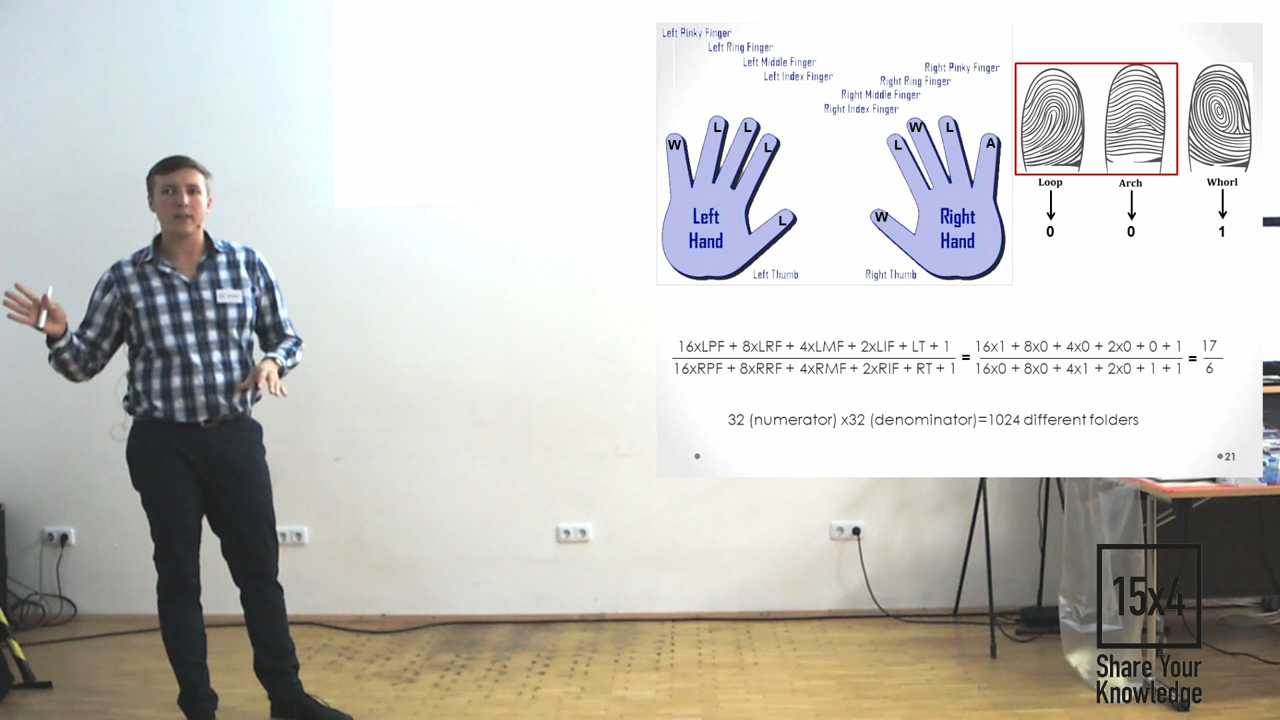 Left Pinky Finger
Left Ring Finger
Left Middle Finger
Left Index Finger
Right Pinky Finger
Right Ring Finger
Right Middle Finger
Right Index Finger
W
L
L
L
L
Left
Hand
Left Thumb
L
W
L
A
W
Right
Hand
Right Thumb
Loop
Arch
Whorl
0
0
1
16xLPF + 8xLRF + 4xLMF + 2xLIF + LT + 1
16xRPF + 8xRRF + 4xRMF + 2xRIF + RT + 1
=
16x1 + 8x0 + 4x0 + 2x0 + 0 + 1
16x0 + 8x0 + 4x1 + 2x0 + 1 + 1
=
17
6
32 (numerator) x32 (denominator)=1024 different folders
21
15x4
Share Your
Knowledge